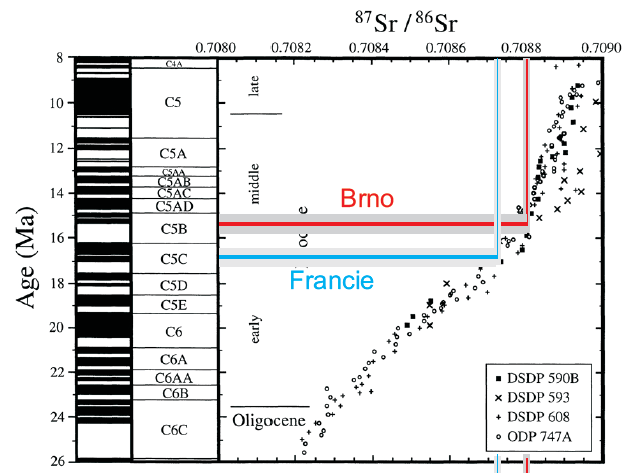 ⁸⁷Sr / ⁸⁶Sr
0.7080 0.7082 0.7084 0.7086 0.7088 0.7090
Age (Ma)
8
10
12
14
16
18
20
22
24
26
C4A
C5
C5A
C5AA
C5AB
C5AC
C5AD
C5B
C5C
C5D
C5E
C6
C6A
C6AA
C6B
C6C
late
middle
early
Oligocene
Brno
Francie
DSDP 590B
DSDP 593
DSDP 608
ODP 747A